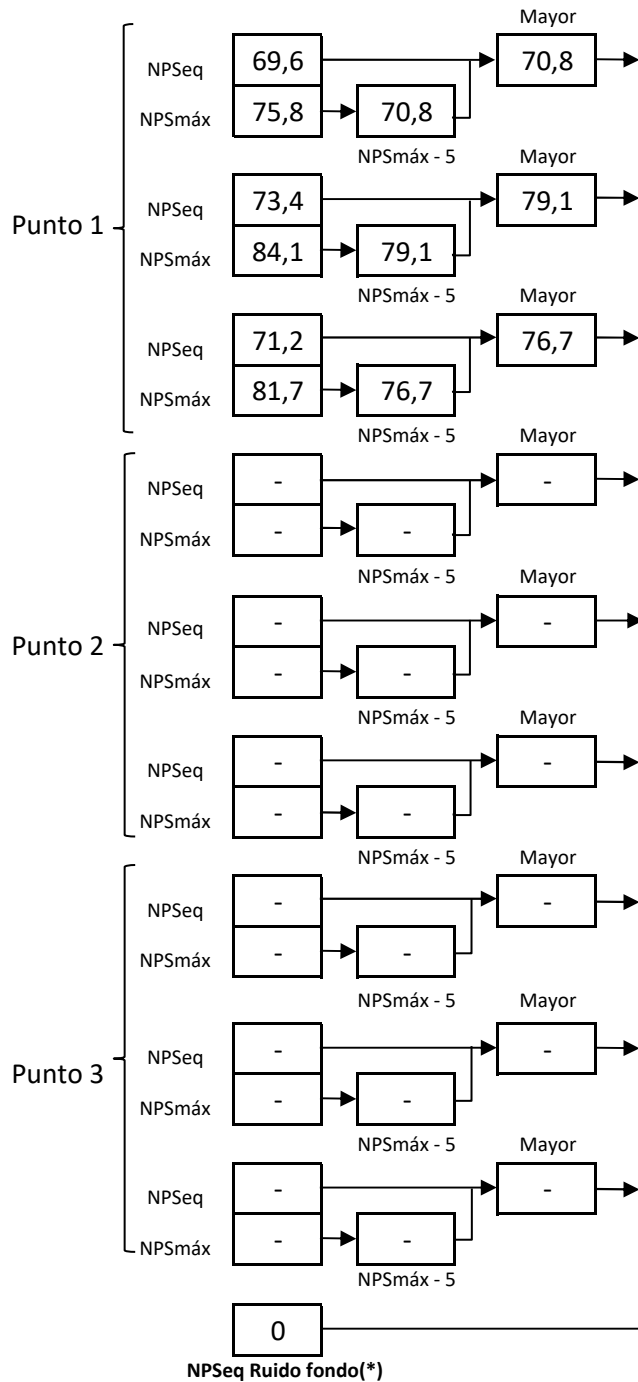 Mayor
NPSeq 69,6 70,8
NPSmáx 75,8 70,8
NPSmáx - 5 Mayor
NPSeq 73,4 79,1
Punto 1
NPSmáx 84,1 79,1
NPSmáx - 5 Mayor
NPSeq 71,2 76,7
NPSmáx 81,7 76,7
NPSmáx - 5 Mayor
NPSeq - -
NPSmáx - -
NPSmáx - 5 Mayor
NPSeq - -
Punto 2
NPSmáx - -
NPSmáx - 5 Mayor
NPSeq - -
NPSmáx - -
NPSmáx - 5 Mayor
NPSeq - -
NPSmáx - -
NPSmáx - 5 Mayor
NPSeq - -
Punto 3
NPSmáx - -
NPSmáx - 5 Mayor
NPSeq - -
NPSmáx - -
NPSmáx - 5
0
NPSeq Ruido fondo(*)